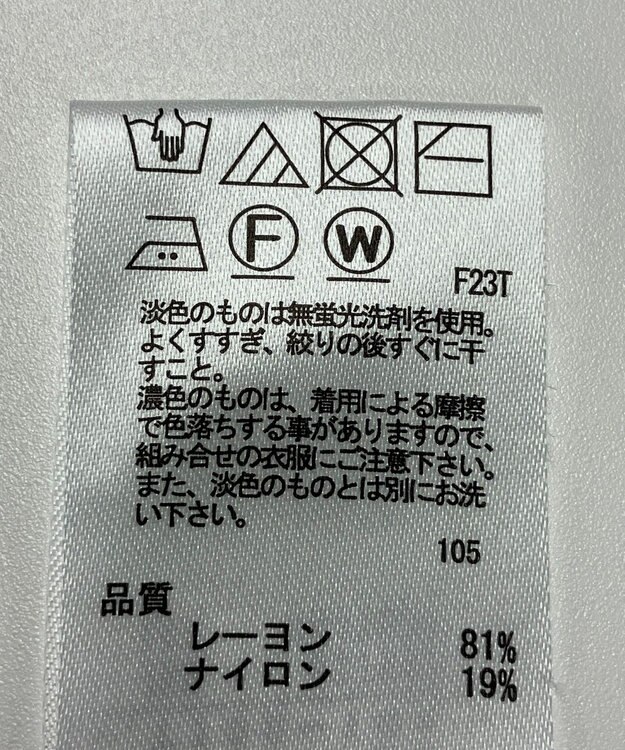 F W
F23T
淡色のものは無蛍光洗剤を使用。
よくすすぎ、絞りの後すぐに干
すこと。
濃色のものは、着用による摩擦
で色落ちする事がありますので、
組み合せの衣服にご注意下さい。
また、淡色のものとは別にお洗
い下さい。
105
品質
レーヨン 81%
ナイロン 19%